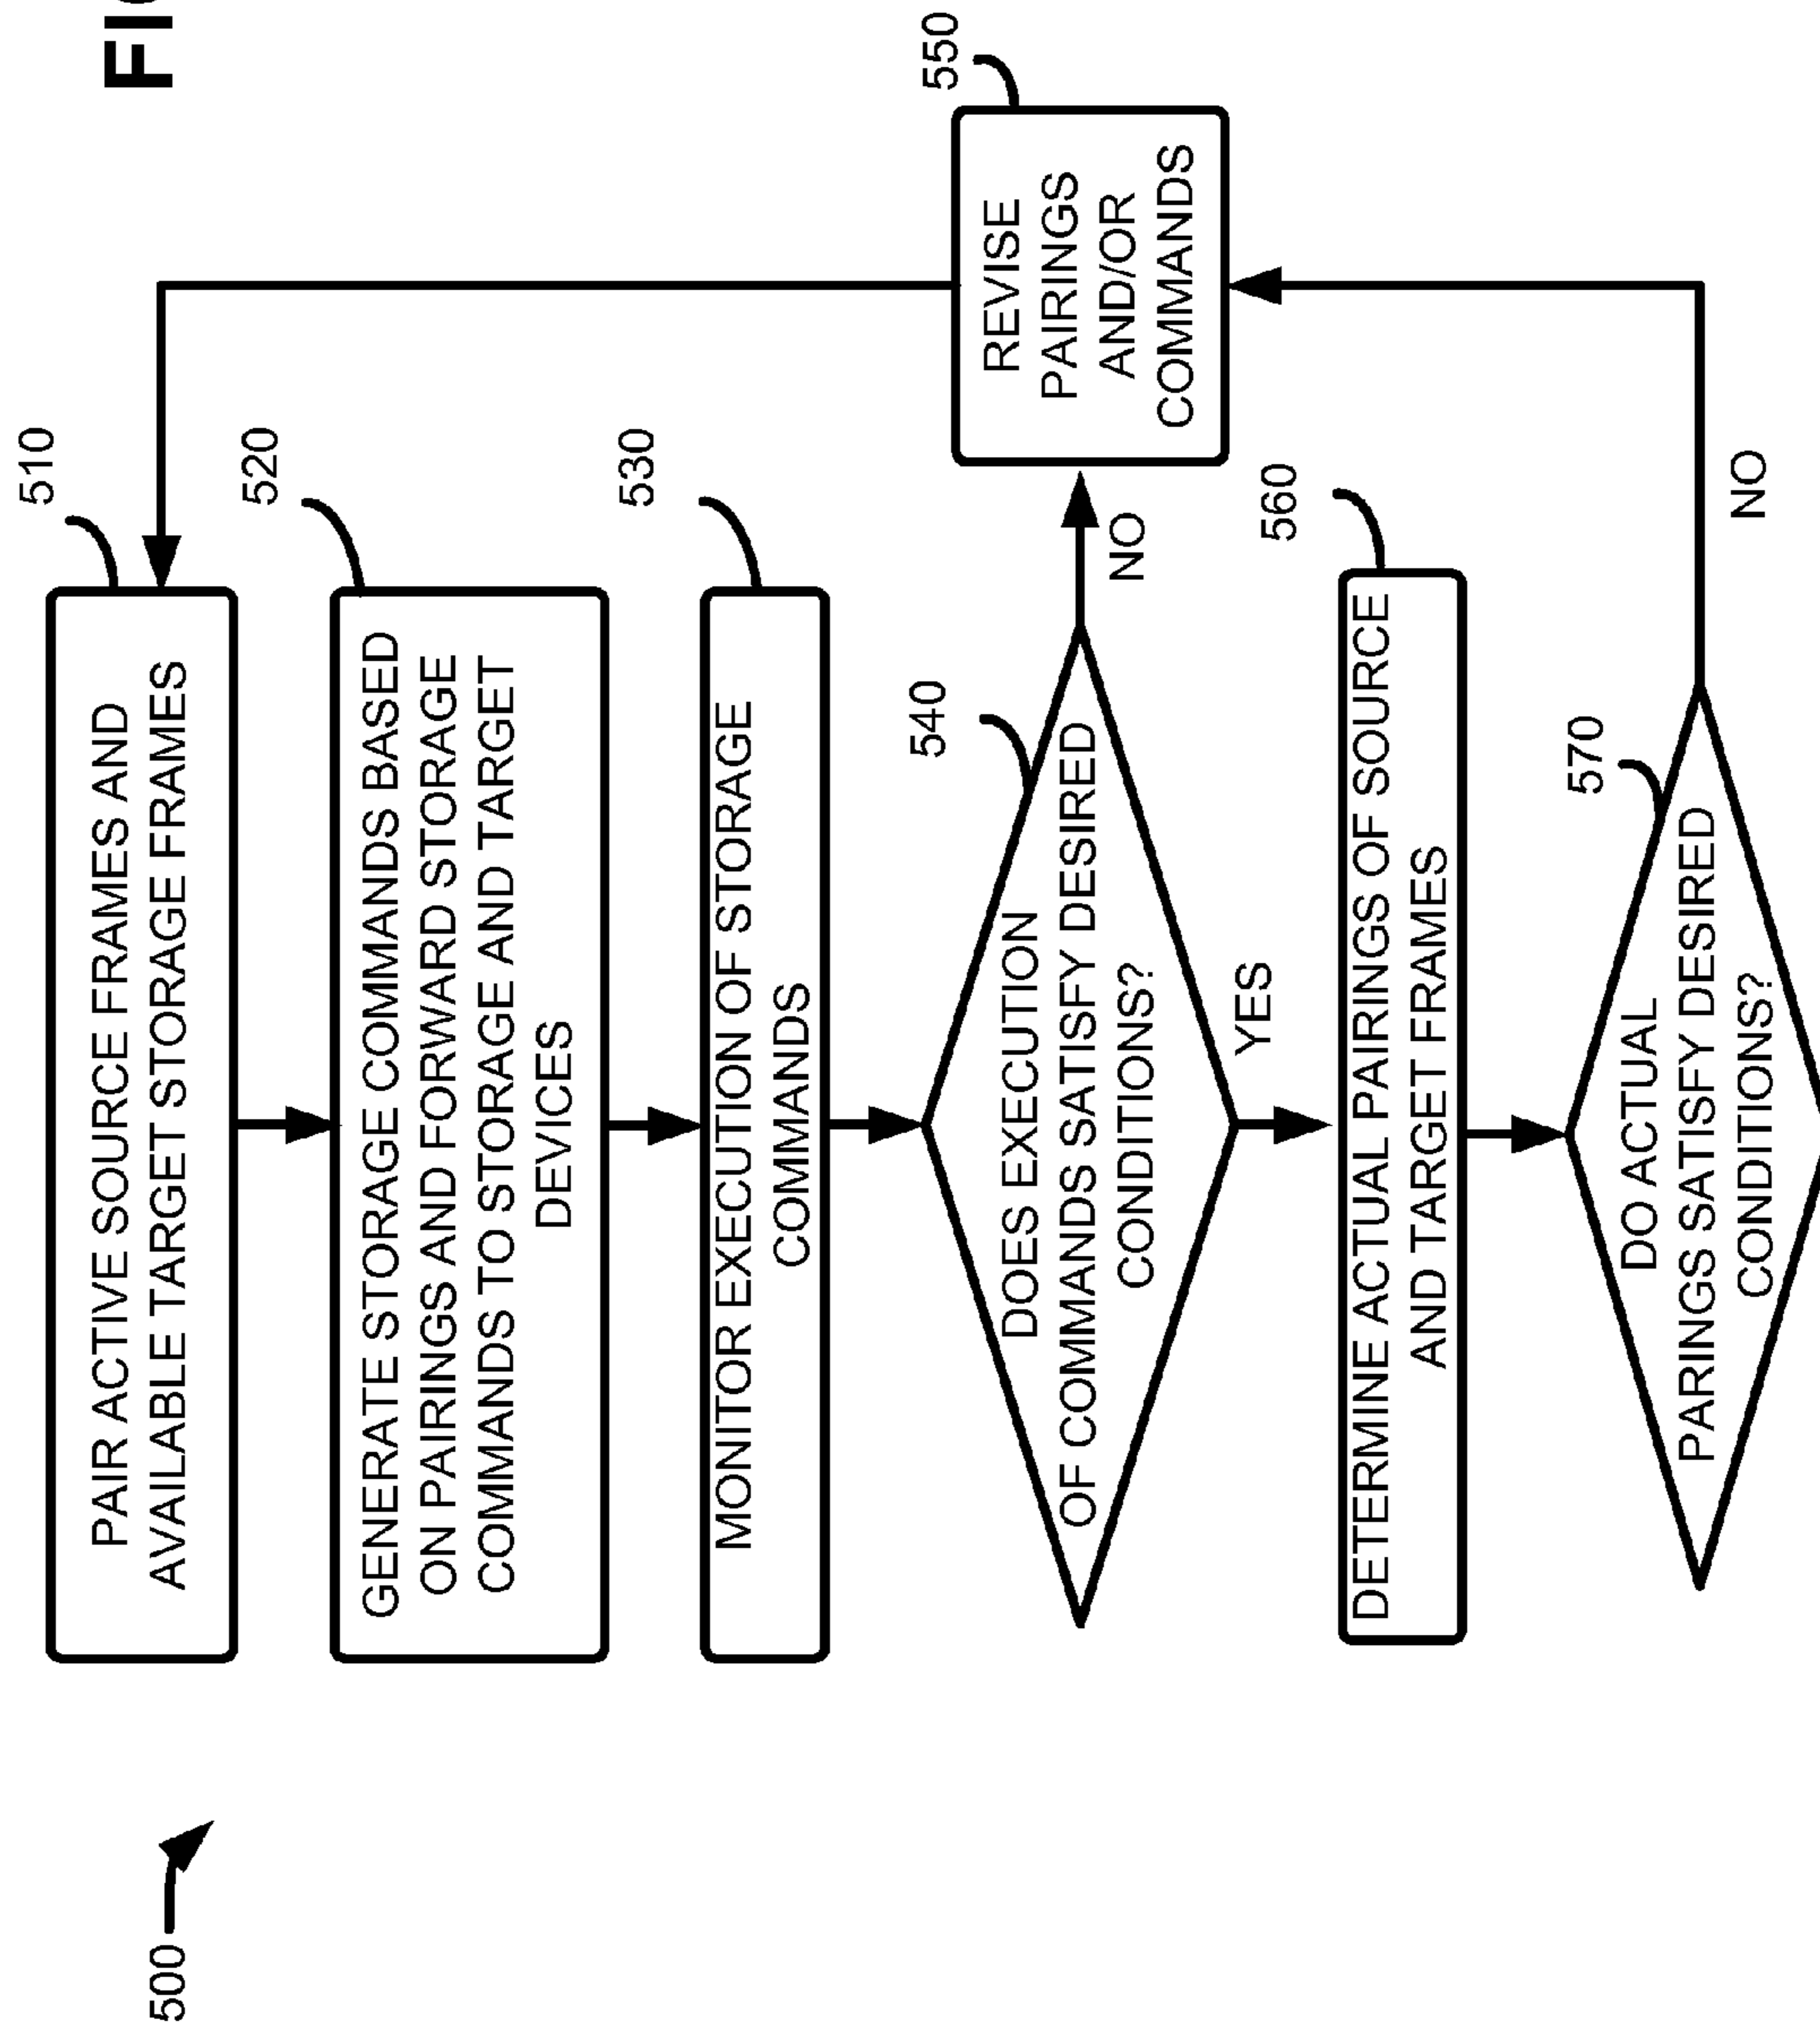 500
510
PAIR ACTIVE SOURCE FRAMES AND
AVAILABLE TARGET STORAGE FRAMES
520
GENERATE STORAGE COMMANDS BASED
ON PAIRINGS AND FORWARD STORAGE
COMMANDS TO STORAGE AND TARGET
DEVICES
530
MONITOR EXECUTION OF STORAGE
COMMANDS
540
DOES EXECUTION
OF COMMANDS SATISFY DESIRED
CONDITIONS?
NO
YES
550
REVISE
PAIRINGS
AND/OR
COMMANDS
560
DETERMINE ACTUAL PAIRINGS OF SOURCE
AND TARGET FRAMES
570
DO ACTUAL
PARINGS SATISFY DESIRED
CONDITIONS?
NO